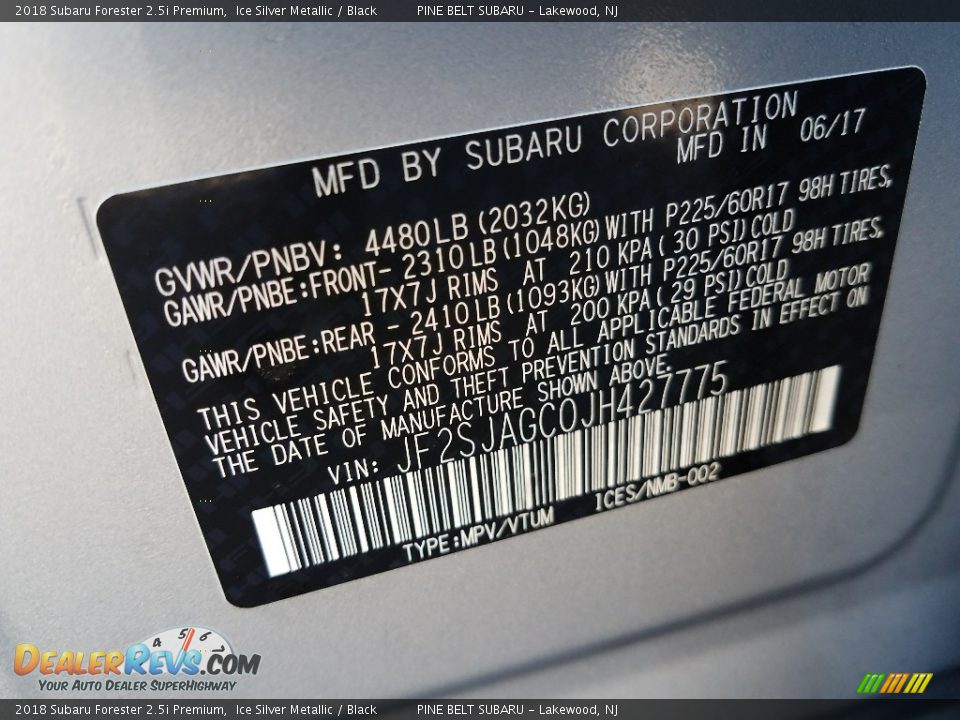 2018 Subaru Forester 2.5i Premium, Ice Silver Metallic / Black PINE BELT SUBARU - Lakewood, NJ
MFD BY SUBARU CORPORATION
MFD IN 06/17
GVWR/PNBV: 4480LB (2032KG)
GAWR/PNBE:FRONT- 2310LB (1048KG)WITH P225/60R17 98H TIRES,
17X7J RIMS AT 210 KPA( 30 PSI)COLD
GAWR/PNBE:REAR - 2410LB (1093KG)WITH P225/60R17 98H TIRES,
17X7J RIMS AT 200 KPA( 29 PSI)COLD
THIS VEHICLE CONFORMS TO ALL APPLICABLE FEDERAL MOTOR
VEHICLE SAFETY AND THEFT PREVENTION STANDARDS IN EFFECT ON
THE DATE OF MANUFACTURE SHOWN ABOVE.
VIN: JF2SJAGC0JH427775
TYPE:MPV/VTUM ICES/NMB-002
4 5 6 7
DEALERREVS.COM
YOUR AUTO DEALER SUPERHIGHWAY
2018 Subaru Forester 2.5i Premium, Ice Silver Metallic / Black PINE BELT SUBARU - Lakewood, NJ